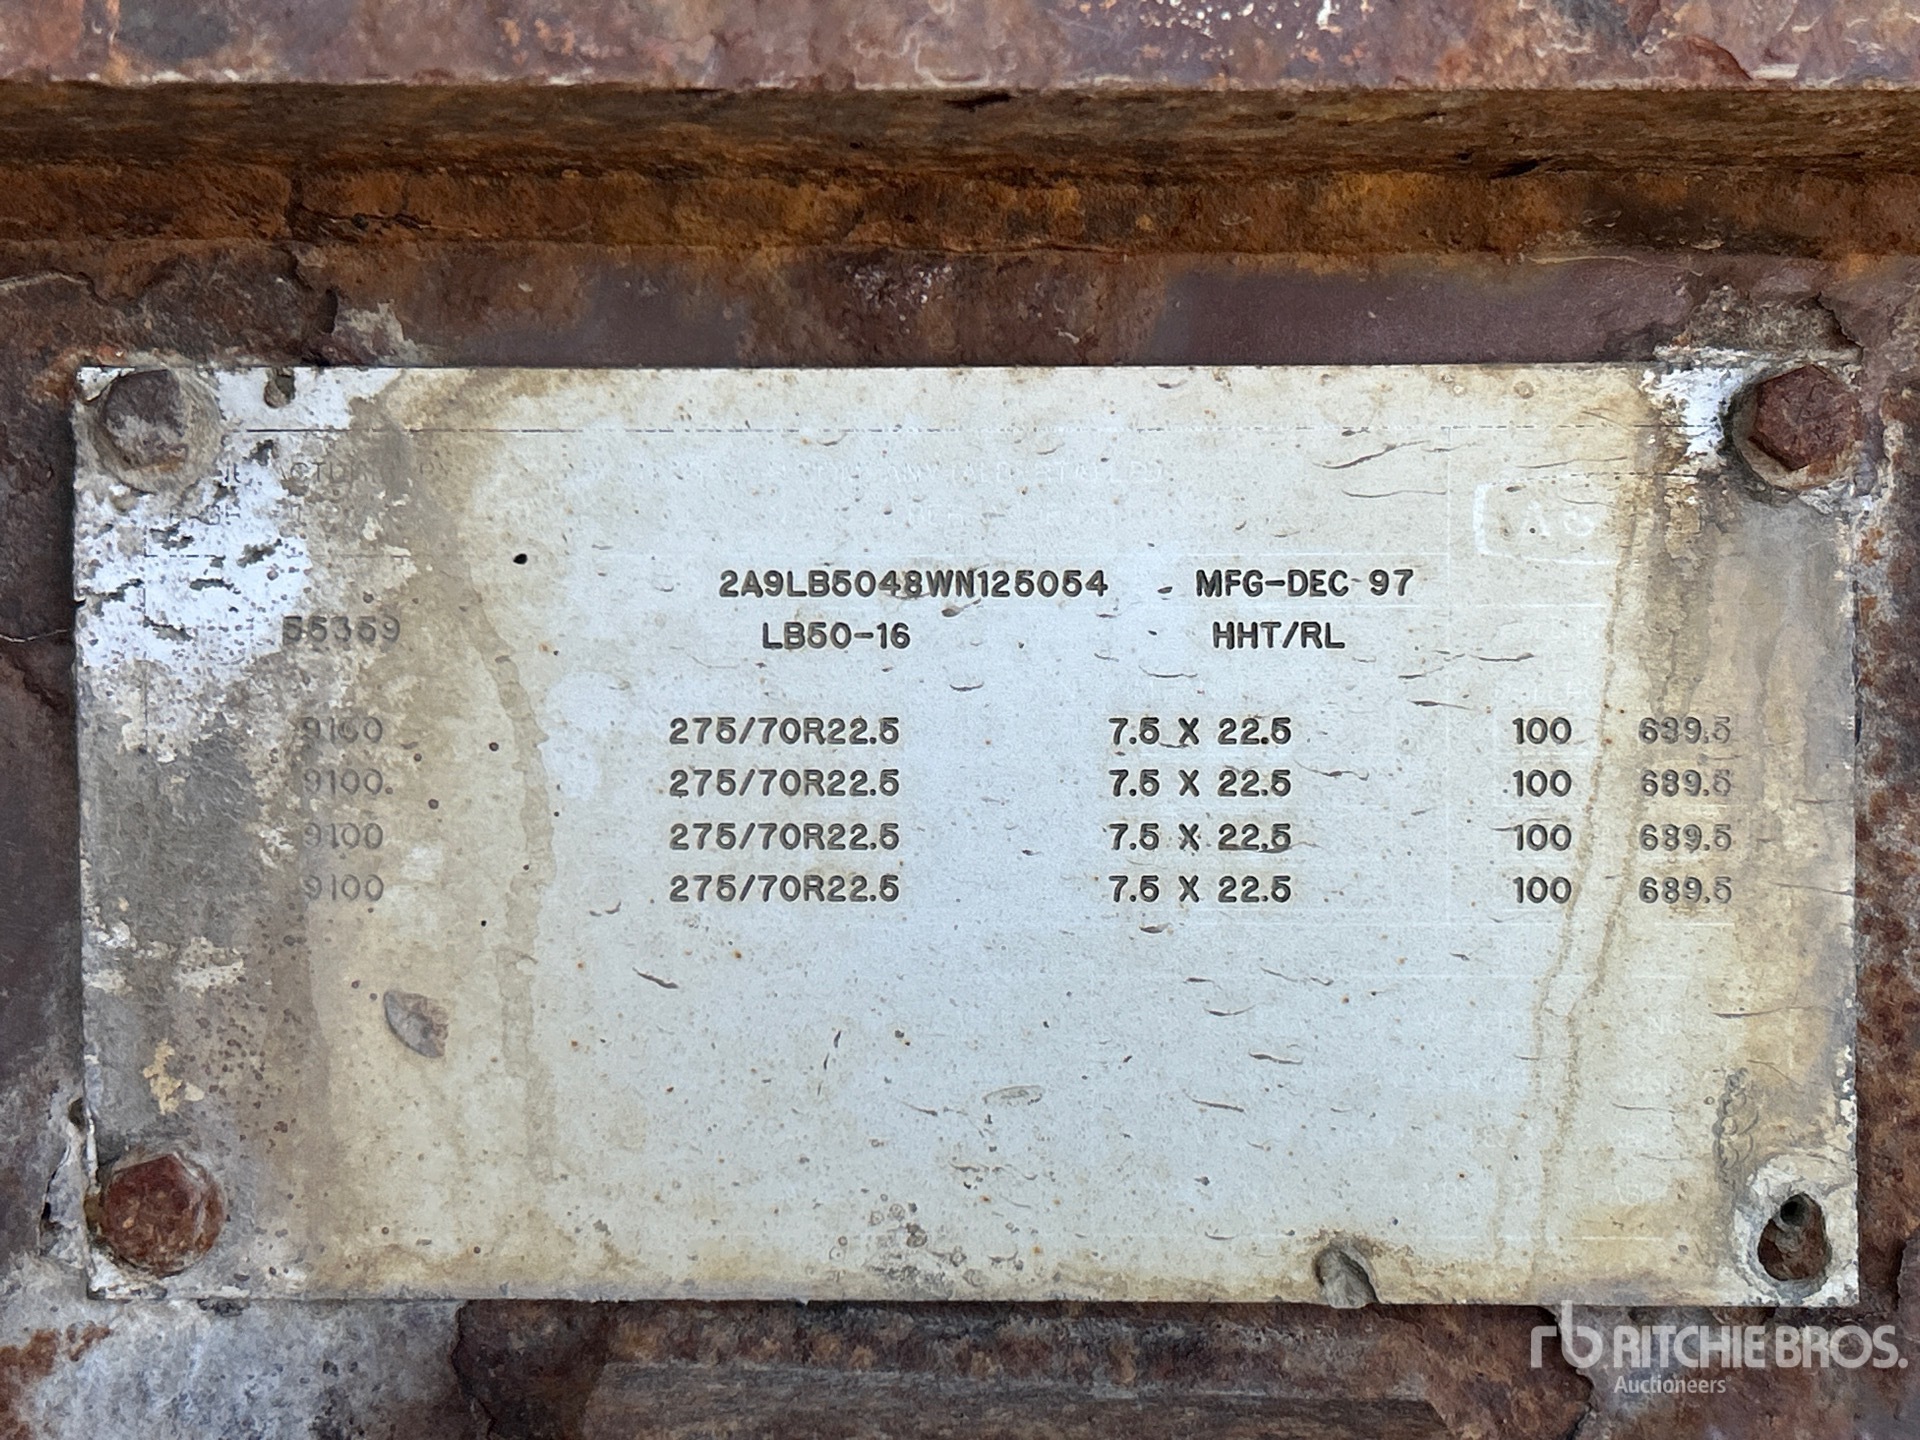 2A9LB5048WN125054 MFG-DEC 97
55359 LB50-16 HHT/RL
9100 275/70R22.5 7.5 X 22.5 100 689.5
9100 275/70R22.5 7.5 X 22.5 100 689.5
9100 275/70R22.5 7.5 X 22.5 100 689.5
9100 275/70R22.5 7.5 X 22.5 100 689.5
rb RITCHIE BROS.
Auctioneers